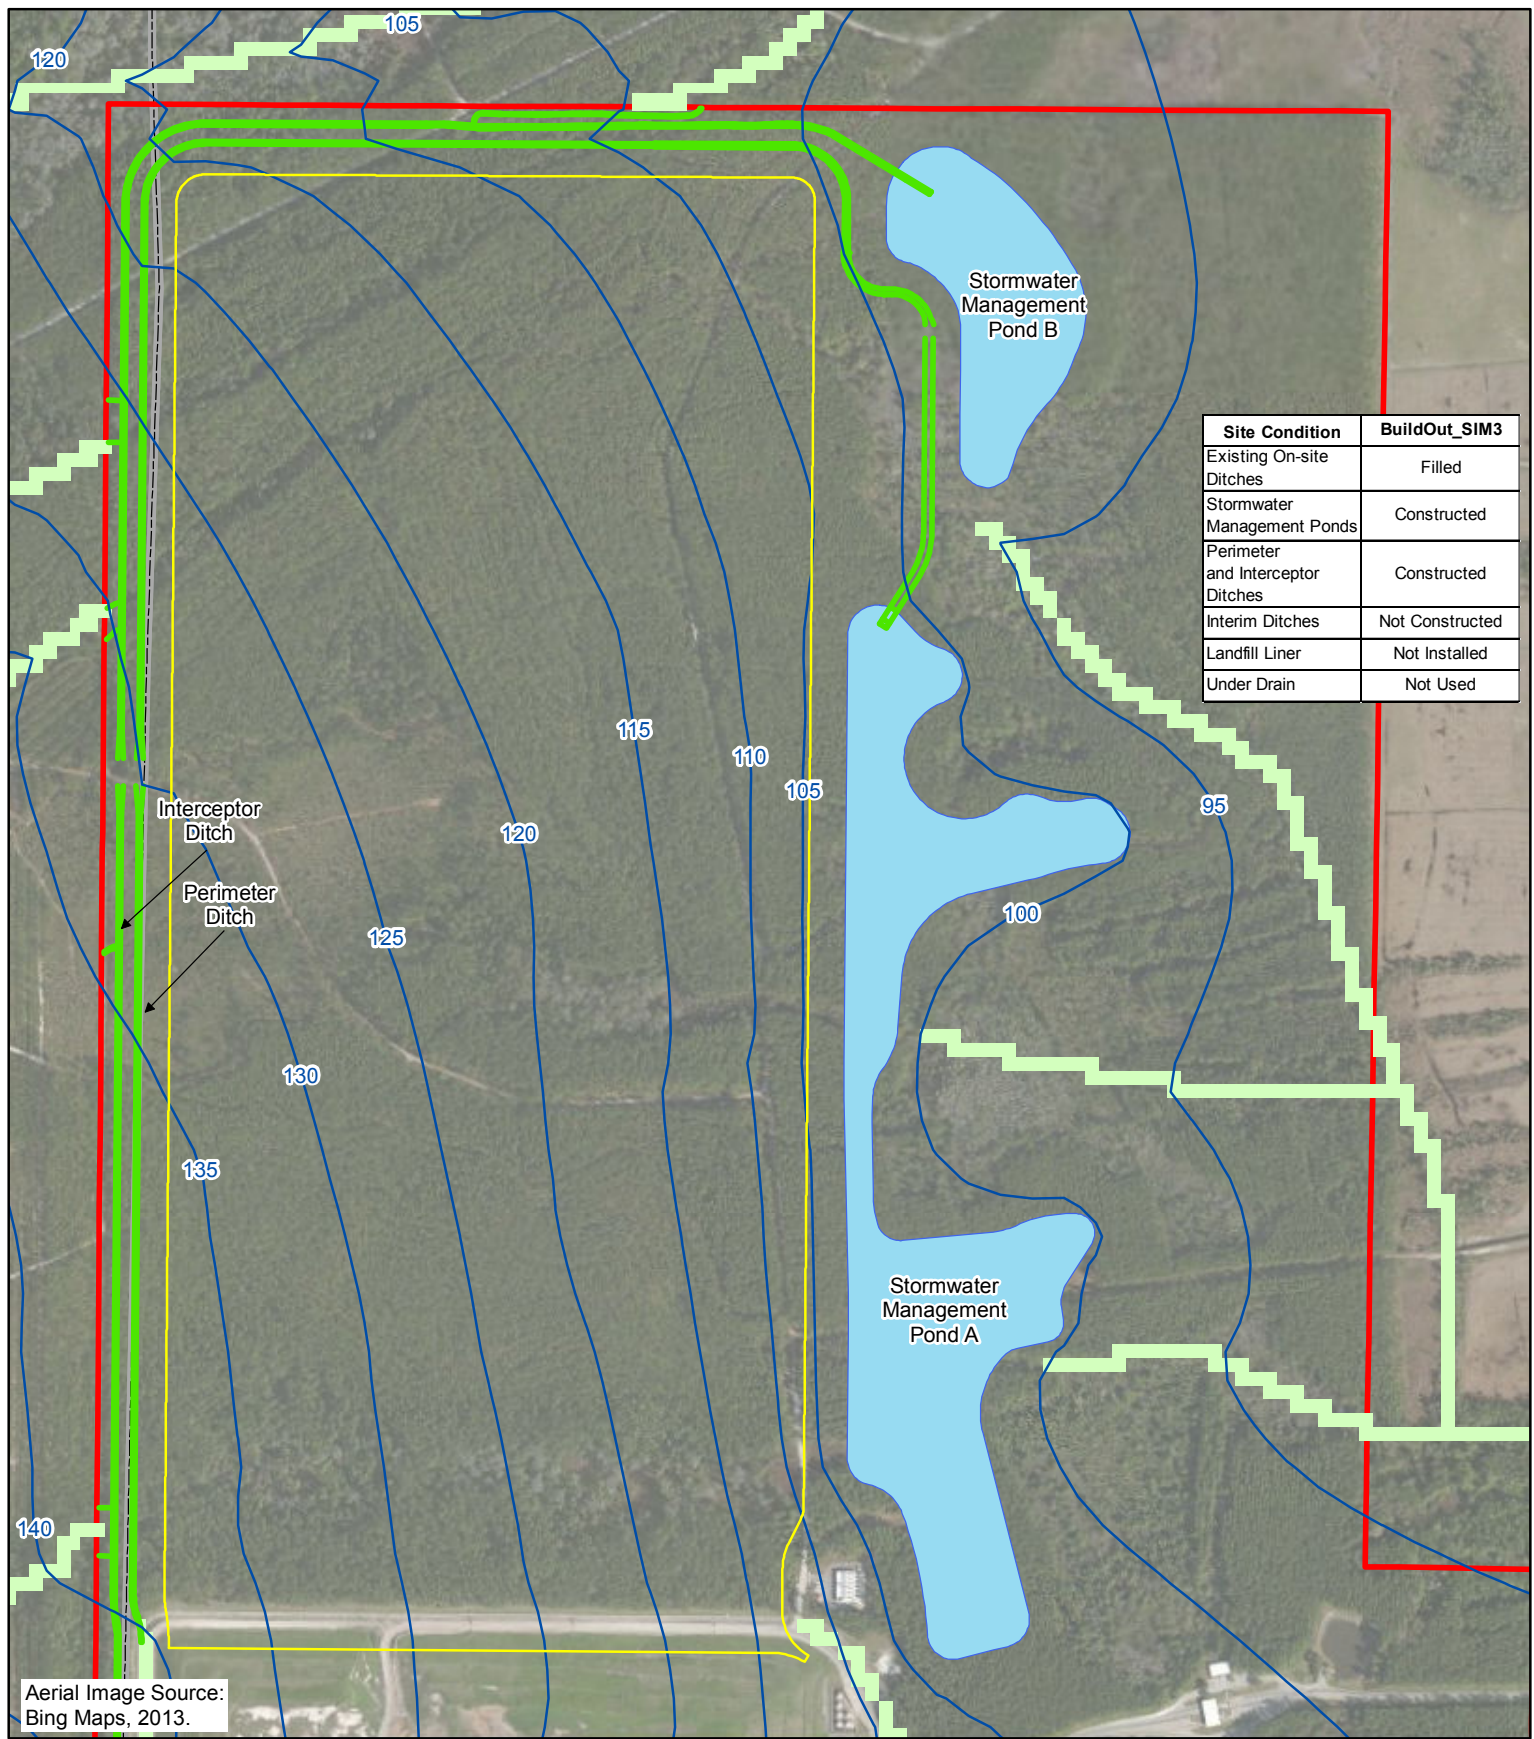 105
120
Stormwater
Management
Pond B
Site Condition BuildOut_SIM3
Existing On-site
Ditches
Filled
Stormwater
Management Ponds
Constructed
Perimeter
and Interceptor
Ditches
Constructed
Interim Ditches Not Constructed
Landfill Liner Not Installed
Under Drain Not Used
115
110
105
95
Interceptor
Ditch
120
Perimeter
Ditch
100
125
130
135
Stormwater
Management
Pond A
140
Aerial Image Source:
Bing Maps, 2013.